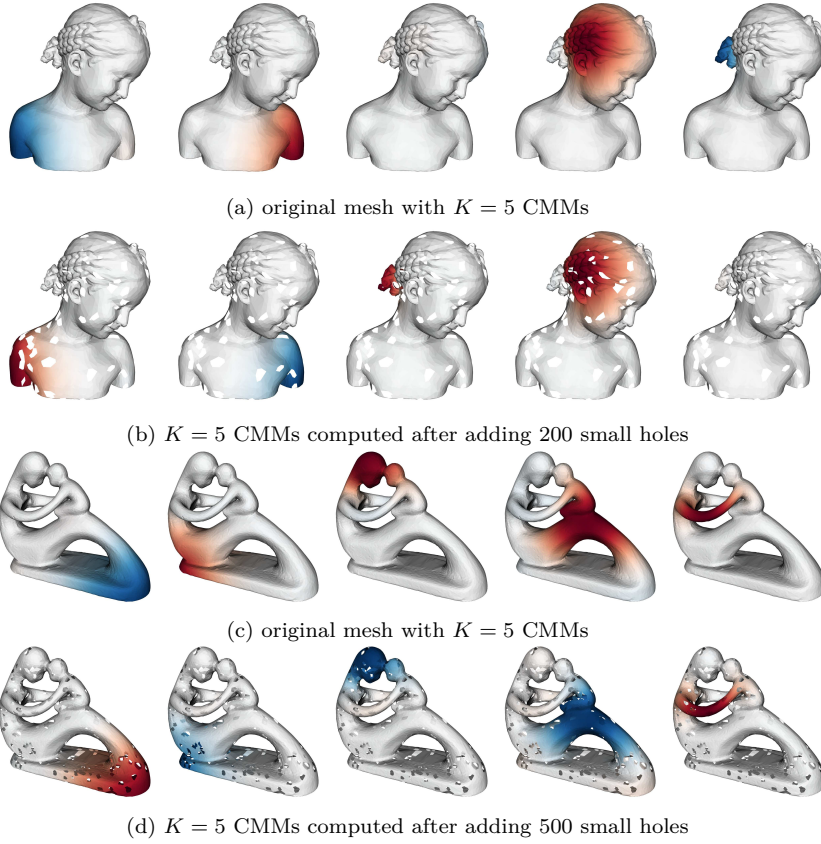 (a) original mesh with K = 5 CMMs
(b) K = 5 CMMs computed after adding 200 small holes
(c) original mesh with K = 5 CMMs
(d) K = 5 CMMs computed after adding 500 small holes